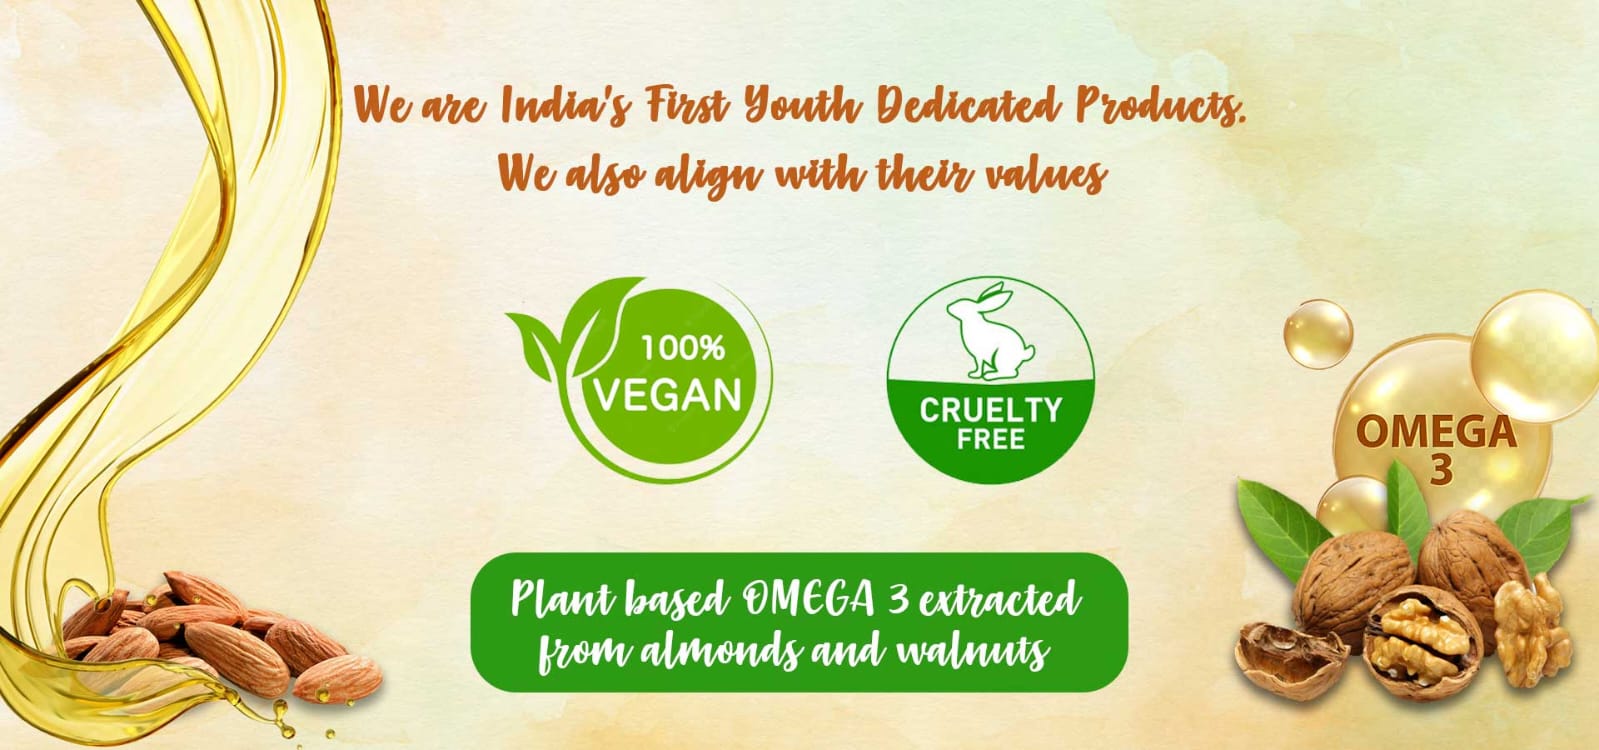 We are India's First Youth Dedicated Products.
We also align with their values
100%
VEGAN
CRUELTY
FREE
OMEGA
3
Plant based OMEGA 3 extracted
from almonds and walnuts